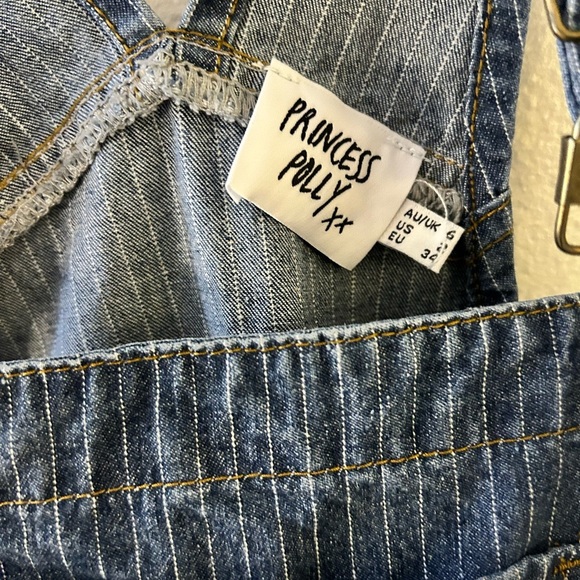 PRINCESS
POLLY
xx
AU/UK 6
US 2
EU 34